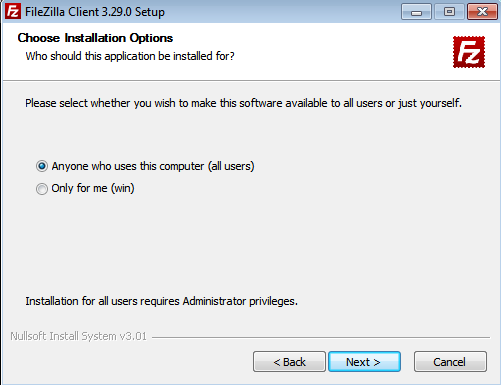 FileZilla Client 3.29.0 Setup
Choose Installation Options
Who should this application be installed for?
Fz
Please select whether you wish to make this software available to all users or just yourself.
Anyone who uses this computer (all users)
Only for me (win)
Installation for all users requires Administrator privileges.
Nullsoft Install System v3.01
< Back
Next >
Cancel